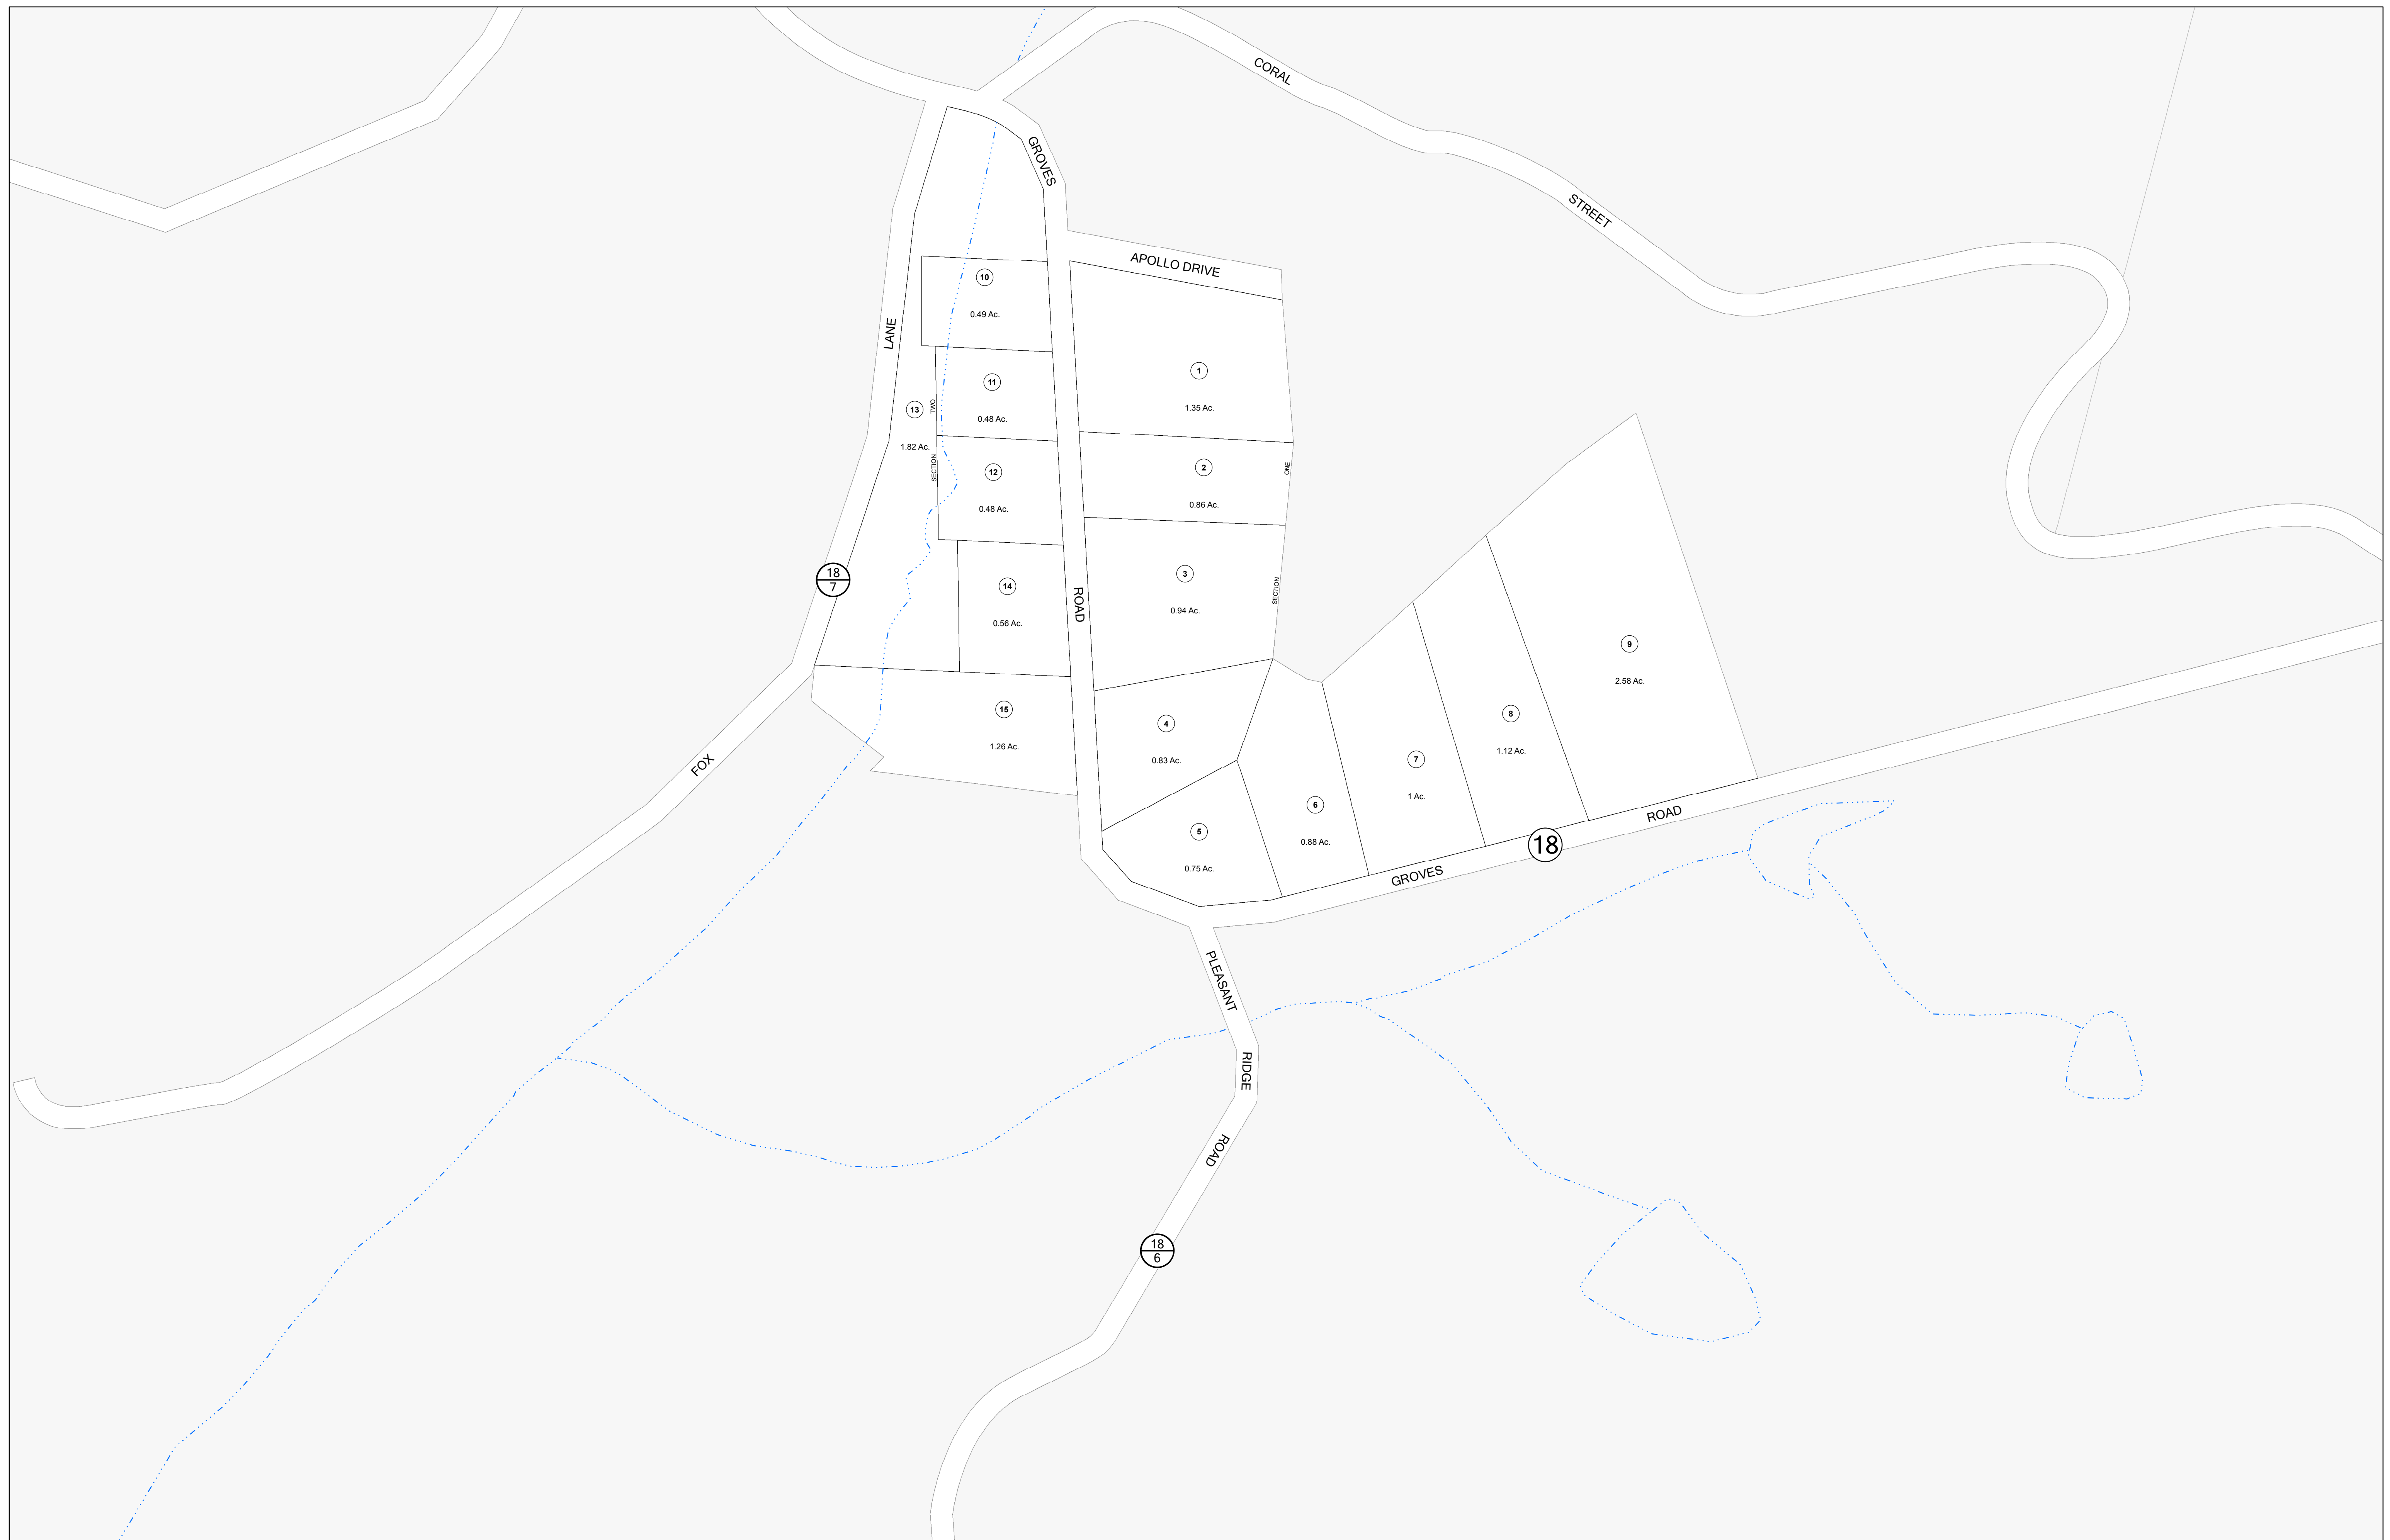 CORAL
STREET
GROVES
APOLLO DRIVE
10
0.49 Ac.
LANE
1
1.35 Ac.
11
0.48 Ac.
13
1.82 Ac.
TWO
SECTION
12
0.48 Ac.
2
0.86 Ac.
ONE
SECTION
3
0.94 Ac.
18
7
14
0.56 Ac.
ROAD
9
2.58 Ac.
15
1.26 Ac.
4
0.83 Ac.
8
1.12 Ac.
7
1 Ac.
FOX
6
0.88 Ac.
5
0.75 Ac.
GROVES
18
ROAD
PLEASANT
RIDGE
ROAD
18
6